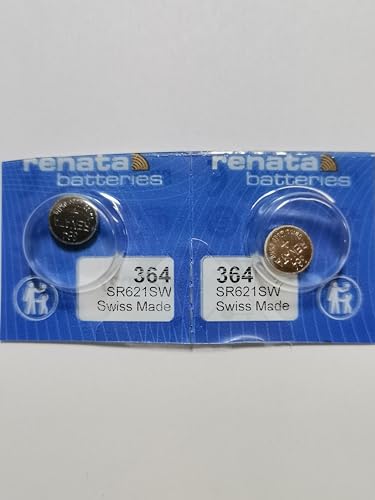 renata
batteries
364
SR621SW
Swiss Made
renata
batteries
364
SR621SW
Swiss Made